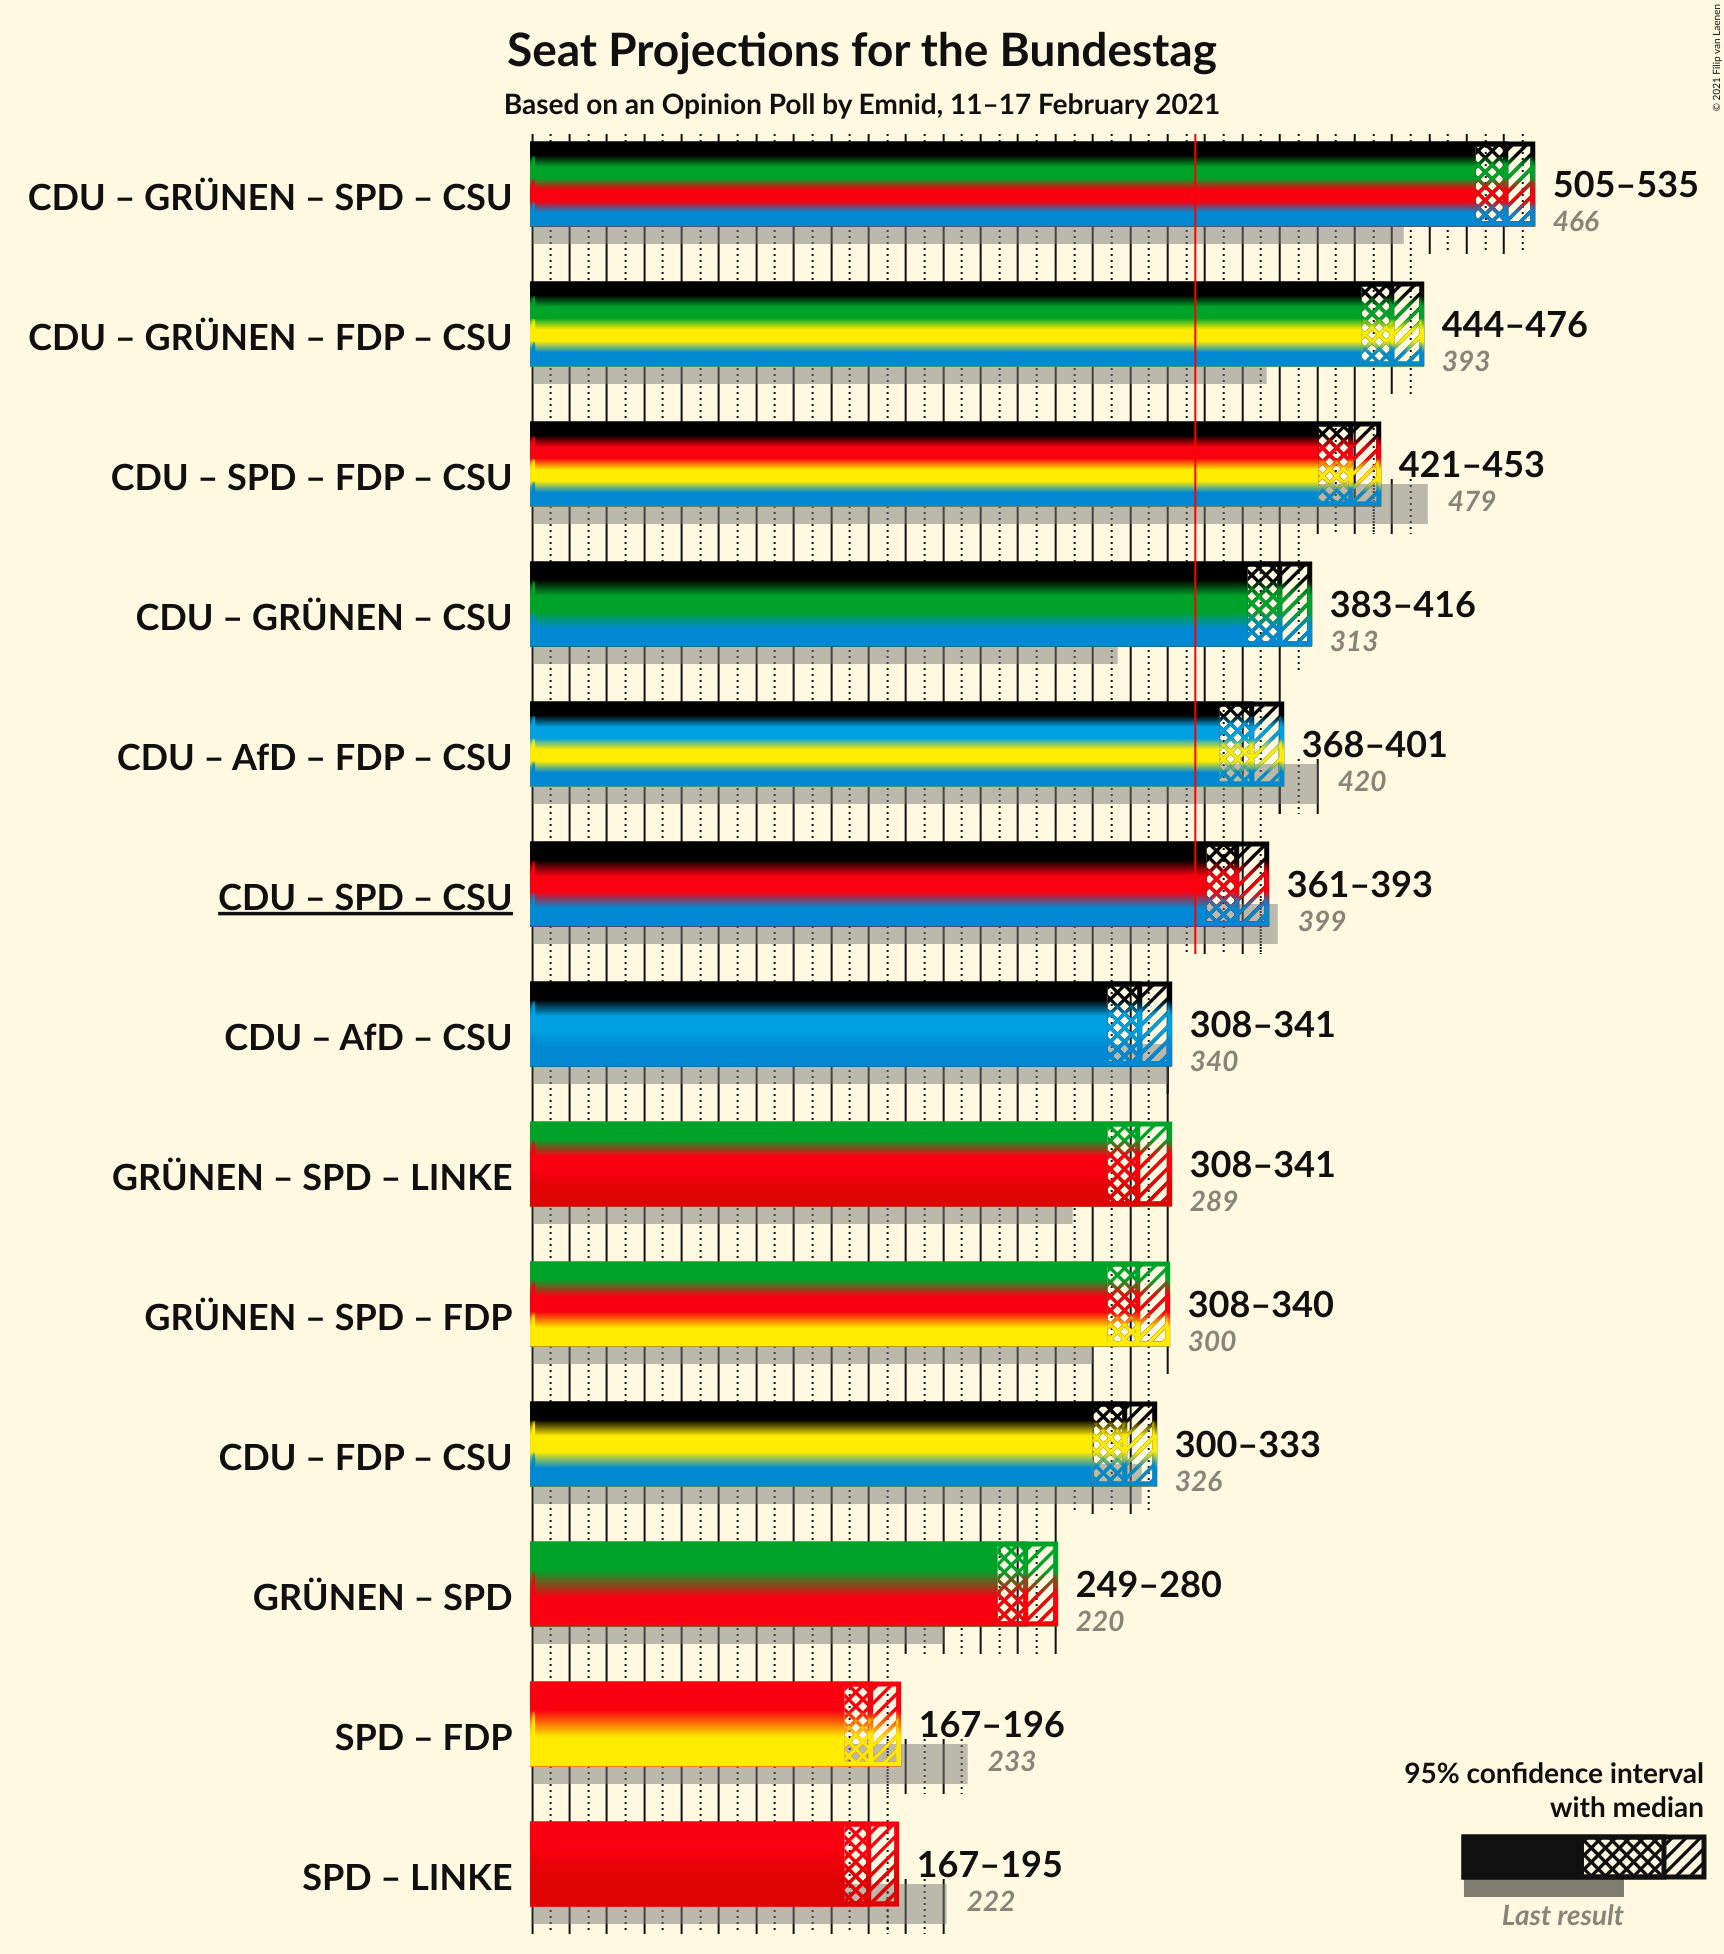 Seat Projections for the Bundestag
Based on an Opinion Poll by Emnid, 11–17 February 2021
© 2021 Filip van Laenen
CDU – GRÜNEN – SPD – CSU
505–535
466
CDU – GRÜNEN – FDP – CSU
444–476
393
CDU – SPD – FDP – CSU
421–453
479
CDU – GRÜNEN – CSU
383–416
313
CDU – AfD – FDP – CSU
368–401
420
CDU – SPD – CSU
361–393
399
CDU – AfD – CSU
308–341
340
GRÜNEN – SPD – LINKE
308–341
289
GRÜNEN – SPD – FDP
308–340
300
CDU – FDP – CSU
300–333
326
GRÜNEN – SPD
249–280
220
SPD – FDP
167–196
233
SPD – LINKE
167–195
222
95% confidence interval
with median
Last result